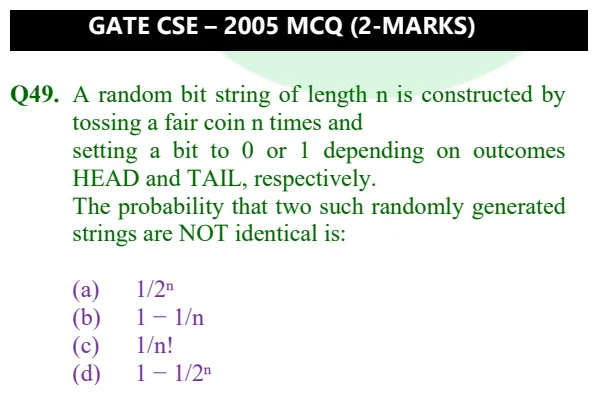 GATE CSE – 2005 MCQ (2-MARKS)
Q49. A random bit string of length n is constructed by
tossing a fair coin n times and
setting a bit to 0 or 1 depending on outcomes
HEAD and TAIL, respectively.
The probability that two such randomly generated
strings are NOT identical is:
(a) 1/2ⁿ
(b) 1 − 1/n
(c) 1/n!
(d) 1 − 1/2ⁿ